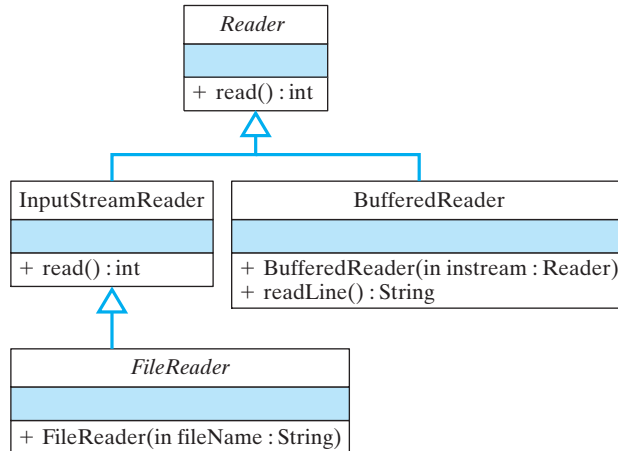 Reader
+ read() : int
InputStreamReader
+ read() : int
BufferedReader
+ BufferedReader(in instream : Reader)
+ readLine() : String
FileReader
+ FileReader(in fileName : String)